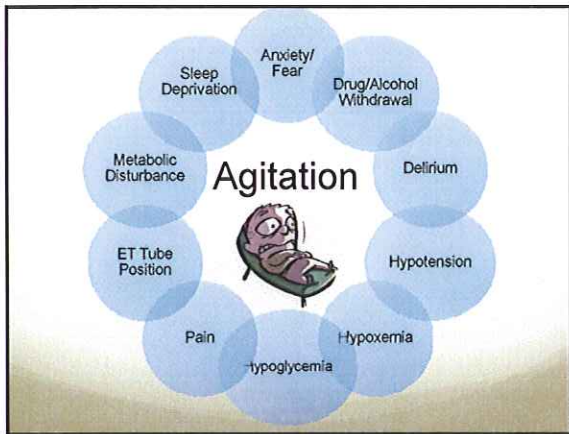 Anxiety/
Fear
Drug/Alcohol
Withdrawal
Delirium
Hypotension
Hypoxemia
Hypoglycemia
Pain
ET Tube
Position
Metabolic
Disturbance
Sleep
Deprivation
Agitation